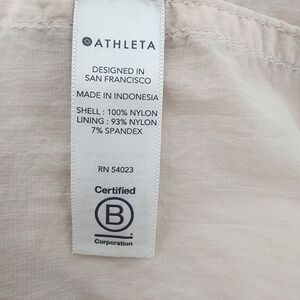 ATHLETA
DESIGNED IN
SAN FRANCISCO
MADE IN INDONESIA
SHELL : 100% NYLON
LINING : 93% NYLON
7% SPANDEX
RN 54023
Certified
B
Corporation